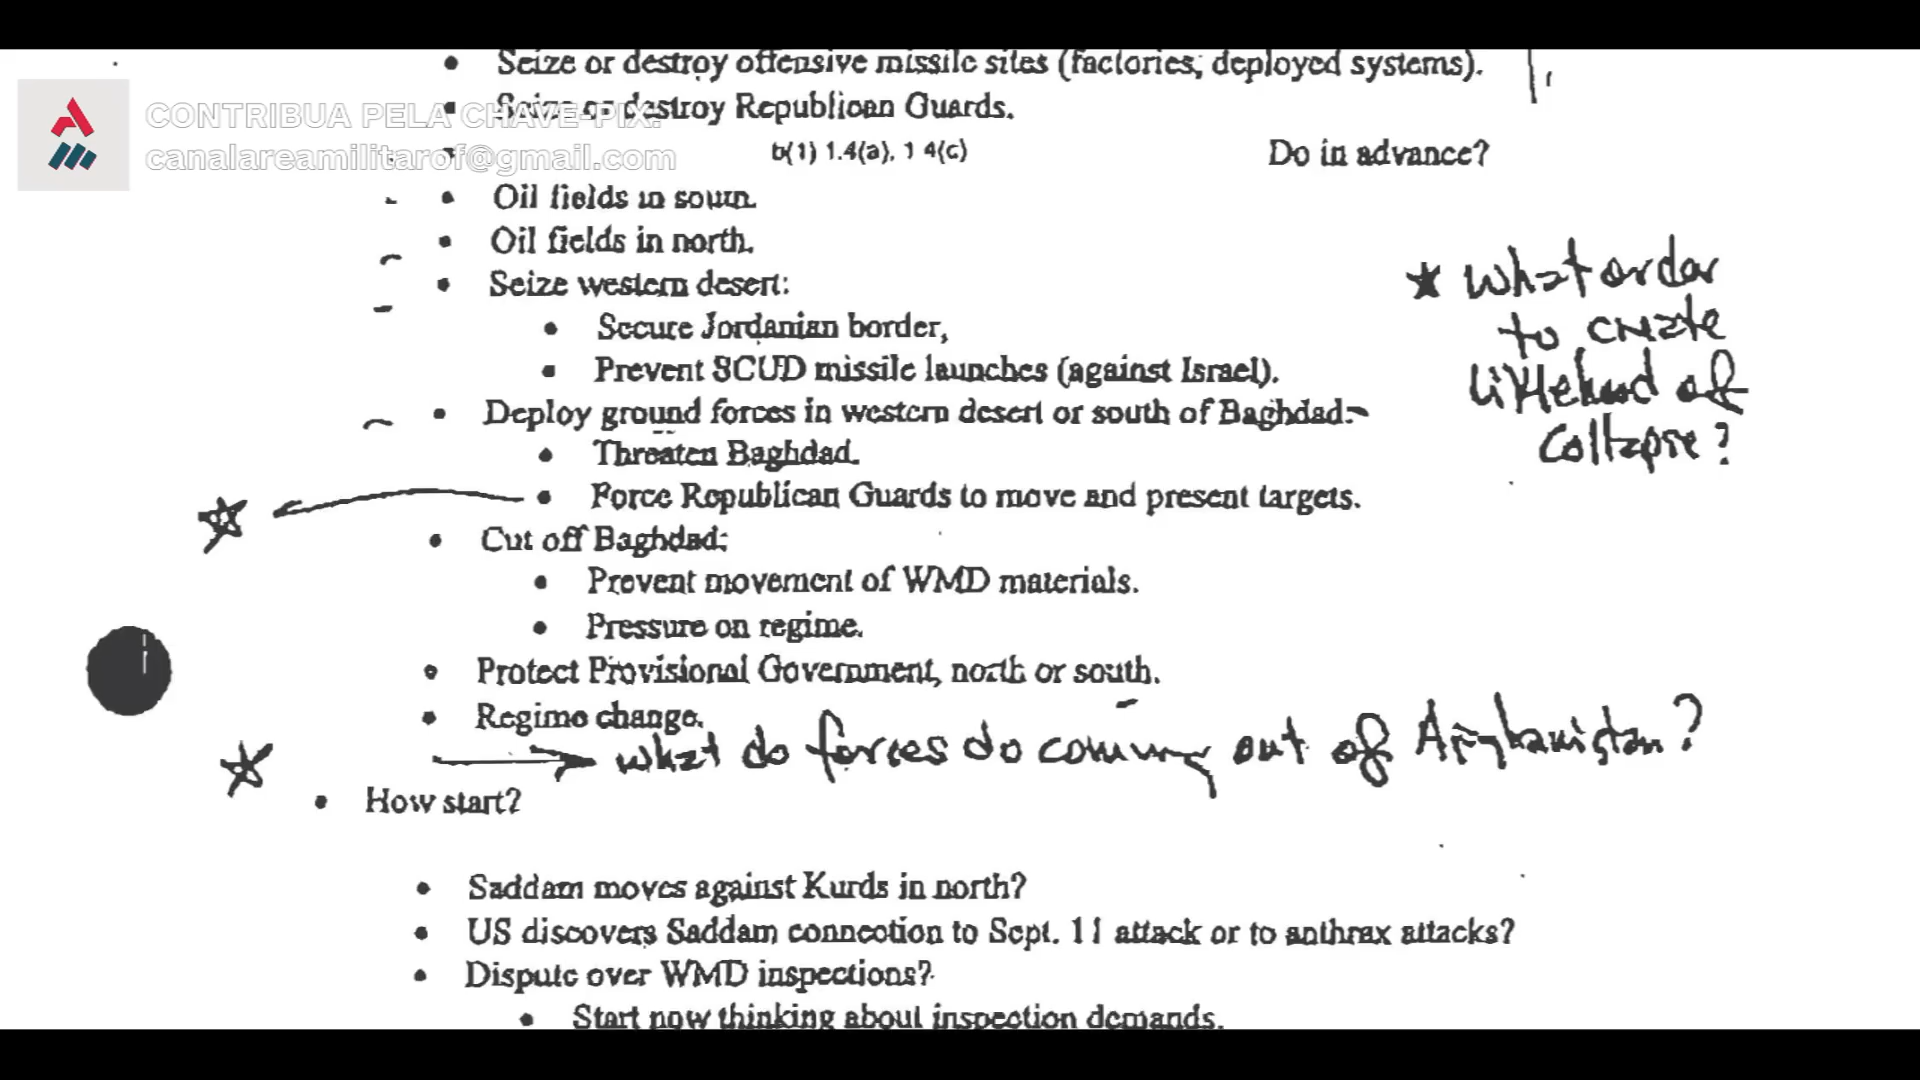 • Seize or destroy offensive missile sites (factories, deployed systems).
• Seize or destroy Republican Guards.
CONTRIBUA PELA CHAVE-PIX:
canalareamilitarof@gmail.com
b(1) 1.4(a), 1 4(c) Do in advance?
• Oil fields in south.
• Oil fields in north.
• Seize western desert:
• Secure Jordanian border,
• Prevent SCUD missile launches (against Israel).
• Deploy ground forces in western desert or south of Baghdad.
• Threaten Baghdad.
• Force Republican Guards to move and present targets.
★ What order
to create
liklehood of
collapse?
• Cut off Baghdad:
• Prevent movement of WMD materials.
• Pressure on regime.
• Protect Provisional Government, north or south.
• Regime change.
→ what do forces do coming out of Afghanistan?
• How start?
• Saddam moves against Kurds in north?
• US discovers Saddam connection to Sept. 11 attack or to anthrax attacks?
• Dispute over WMD inspections?
• Start now thinking about inspection demands.